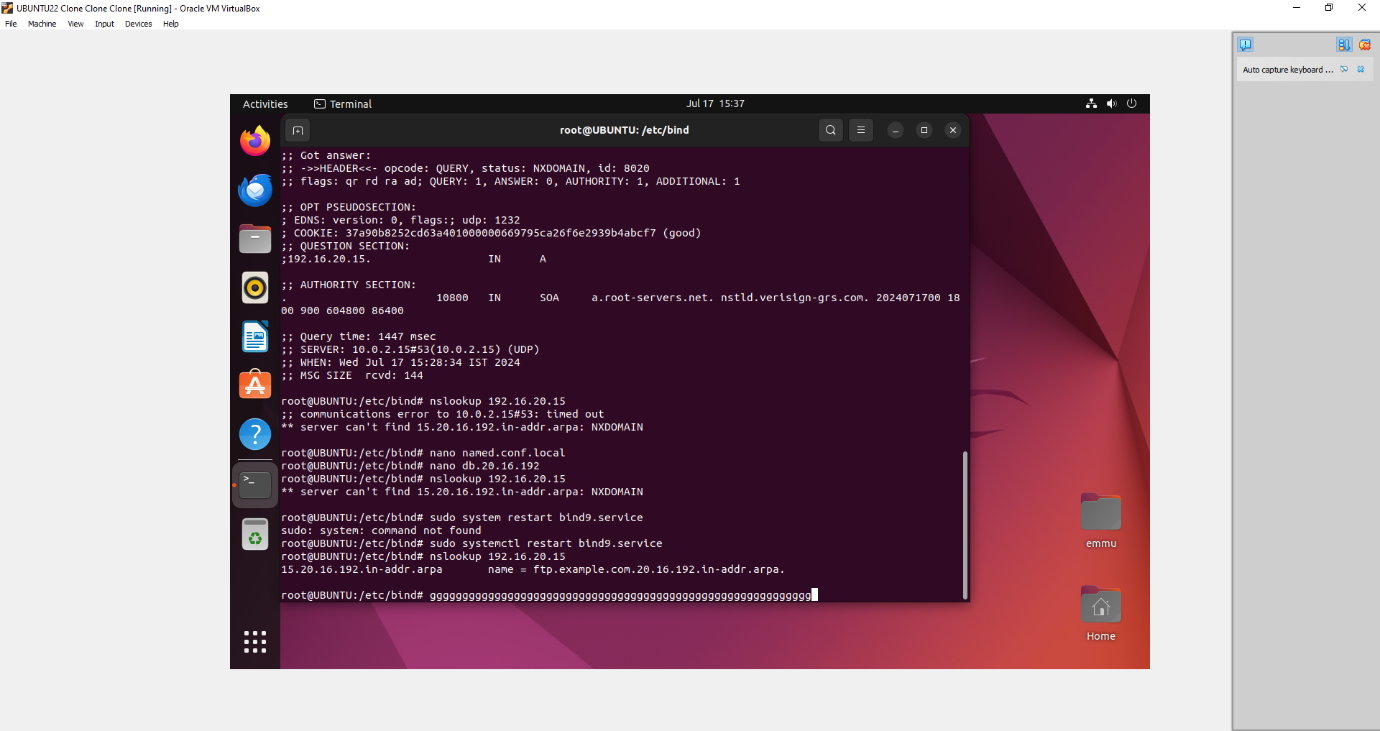 UBUNTU22 Clone Clone Clone [Running] - Oracle VM VirtualBox
File Machine View Input Devices Help
Auto capture keyboard ...
Activities Terminal Jul 17 15:37
root@UBUNTU: /etc/bind
;; Got answer:
;; ->>HEADER<<- opcode: QUERY, status: NXDOMAIN, id: 8020
;; flags: qr rd ra ad; QUERY: 1, ANSWER: 0, AUTHORITY: 1, ADDITIONAL: 1
;; OPT PSEUDOSECTION:
; EDNS: version: 0, flags:; udp: 1232
; COOKIE: 37a90b8252cd63a401000000669795ca26f6e2939b4abcf7 (good)
;; QUESTION SECTION:
;192.16.20.15. IN A
;; AUTHORITY SECTION:
. 10800 IN SOA a.root-servers.net. nstld.verisign-grs.com. 2024071700 18
00 900 604800 86400
;; Query time: 1447 msec
;; SERVER: 10.0.2.15#53(10.0.2.15) (UDP)
;; WHEN: Wed Jul 17 15:28:34 IST 2024
;; MSG SIZE rcvd: 144
root@UBUNTU:/etc/bind# nslookup 192.16.20.15
;; communications error to 10.0.2.15#53: timed out
** server can't find 15.20.16.192.in-addr.arpa: NXDOMAIN
root@UBUNTU:/etc/bind# nano named.conf.local
root@UBUNTU:/etc/bind# nano db.20.16.192
root@UBUNTU:/etc/bind# nslookup 192.16.20.15
** server can't find 15.20.16.192.in-addr.arpa: NXDOMAIN
root@UBUNTU:/etc/bind# sudo system restart bind9.service
sudo: system: command not found
root@UBUNTU:/etc/bind# sudo systemctl restart bind9.service
root@UBUNTU:/etc/bind# nslookup 192.16.20.15
15.20.16.192.in-addr.arpa name = ftp.example.com.20.16.192.in-addr.arpa.
root@UBUNTU:/etc/bind# ggggggggggggggggggggggggggggggggggggggggggggggggggggggggggg
emmu
Home